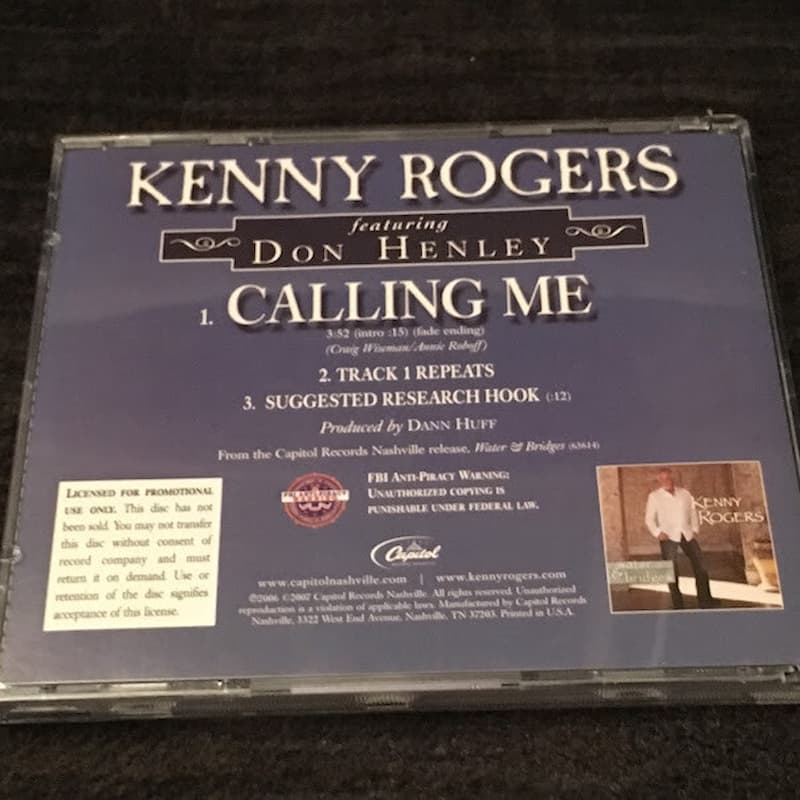 KENNY ROGERS
featuring
DON HENLEY
1. CALLING ME
3:52 (intro :15) (fade ending)
(Craig Wiseman/Annie Roboff)
2. TRACK 1 REPEATS
3. SUGGESTED RESEARCH HOOK (:12)
Produced by DANN HUFF
From the Capitol Records Nashville release, Water & Bridges (63614)
LICENSED FOR PROMOTIONAL
USE ONLY. This disc has not
been sold. You may not transfer
this disc without consent of
record company and must
return it on demand. Use or
retention of the disc signifies
acceptance of this license.
FBI ANTI-PIRACY WARNING:
UNAUTHORIZED COPYING IS
PUNISHABLE UNDER FEDERAL LAW.
Capitol
www.capitolnashville.com | www.kennyrogers.com
℗2006 ©2007 Capitol Records Nashville. All rights reserved. Unauthorized
reproduction is a violation of applicable laws. Manufactured by Capitol Records
Nashville, 3322 West End Avenue, Nashville, TN 37203. Printed in U.S.A.
KENNY
ROGERS
water
& bridges